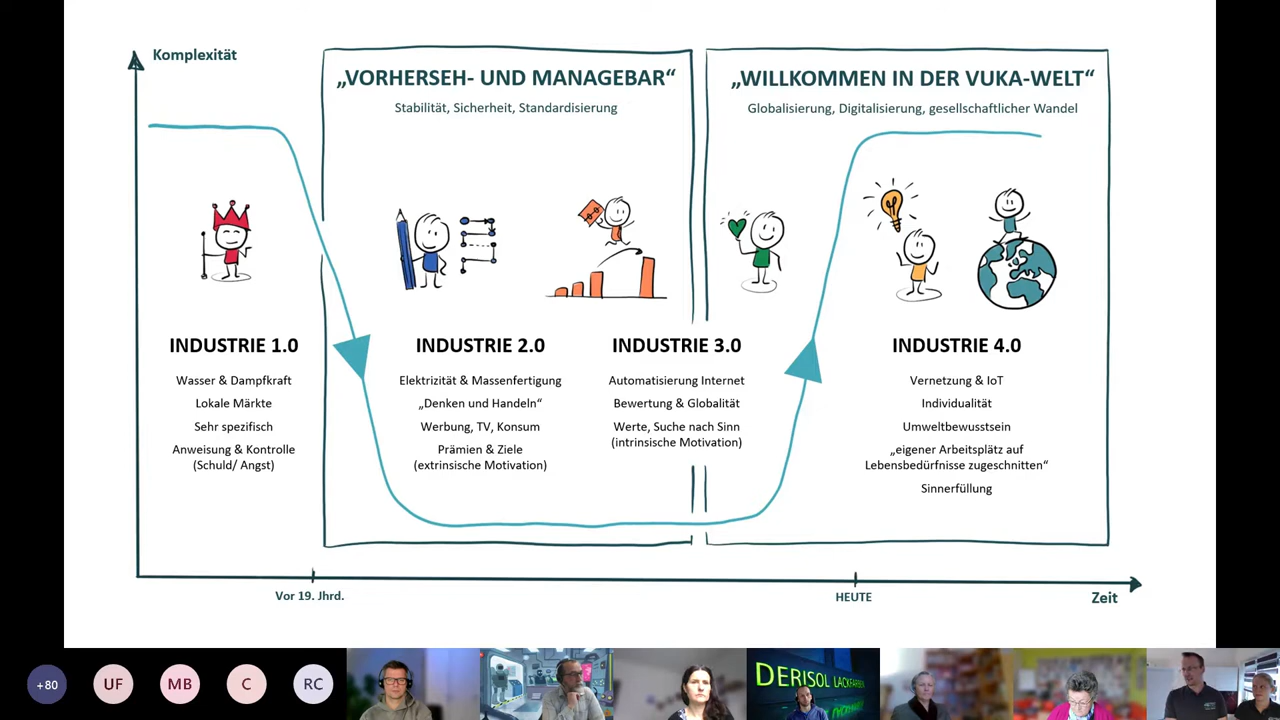 Komplexität
„VORHERSEH- UND MANAGEBAR“
Stabilität, Sicherheit, Standardisierung
„WILLKOMMEN IN DER VUKA-WELT“
Globalisierung, Digitalisierung, gesellschaftlicher Wandel
INDUSTRIE 1.0
Wasser & Dampfkraft
Lokale Märkte
Sehr spezifisch
Anweisung & Kontrolle
(Schuld/ Angst)
INDUSTRIE 2.0
Elektrizität & Massenfertigung
„Denken und Handeln“
Werbung, TV, Konsum
Prämien & Ziele
(extrinsische Motivation)
INDUSTRIE 3.0
Automatisierung Internet
Bewertung & Globalität
Werte, Suche nach Sinn
(intrinsische Motivation)
INDUSTRIE 4.0
Vernetzung & IoT
Individualität
Umweltbewusstsein
„eigener Arbeitsplätz auf
Lebensbedürfnisse zugeschnitten“
Sinnerfüllung
Vor 19. Jhrd.
HEUTE
Zeit
+80
UF
MB
C
RC
DERISOL